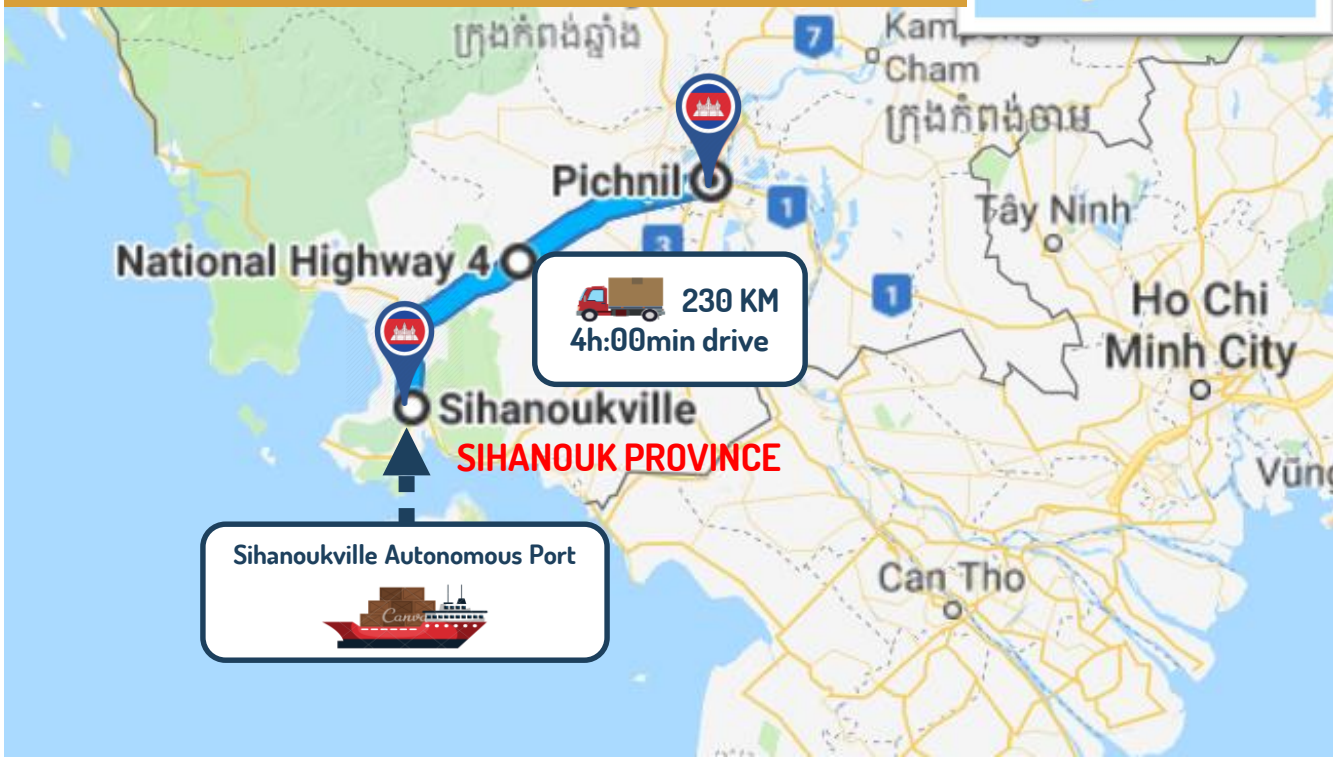 ក្រុងកំពង់ឆ្នាំង
7
Cham
ក្រុងកំពង់ចាម
Pichnil
1
Tây Ninh
3
National Highway 4
230 KM
4h:00min drive
1
Ho Chi
Minh City
Sihanoukville
SIHANOUK PROVINCE
Vũng
Sihanoukville Autonomous Port
Can Tho